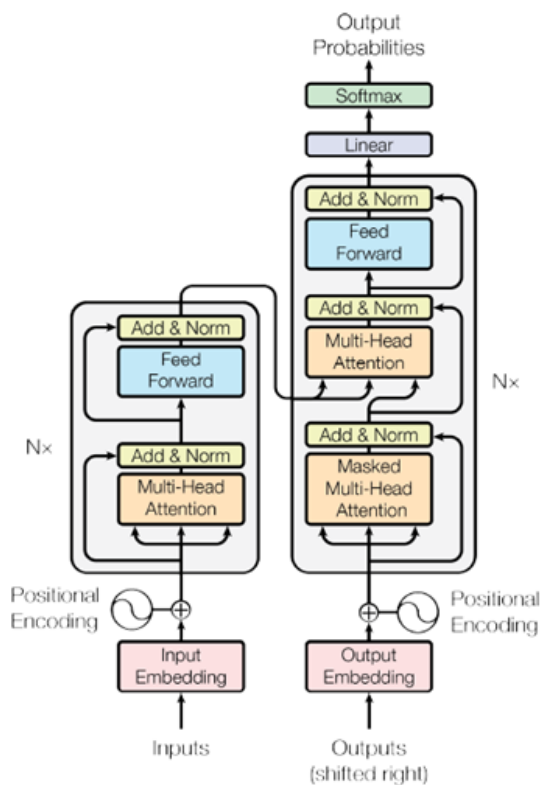 Output
Probabilities
Softmax
Linear
Add & Norm
Feed
Forward
Add & Norm
Multi-Head
Attention
Nx
Add & Norm
Masked
Multi-Head
Attention
Add & Norm
Feed
Forward
Nx
Add & Norm
Multi-Head
Attention
Positional
Encoding
Positional
Encoding
Input
Embedding
Output
Embedding
Inputs
Outputs
(shifted right)